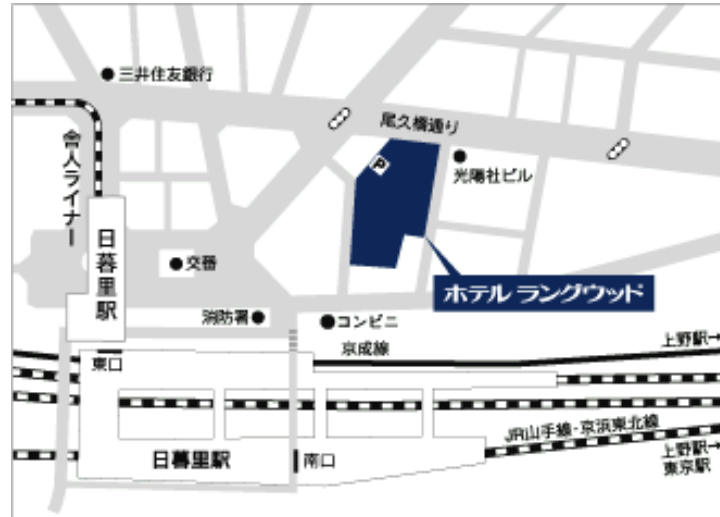 三井住友銀行
尾久橋通り
P
光陽社ビル
舎人ライナー
日暮里駅
交番
ホテル ラングウッド
消防署
コンビニ
京成線
上野駅→
東口
JR山手線・京浜東北線
日暮里駅
南口
上野駅→
東京駅